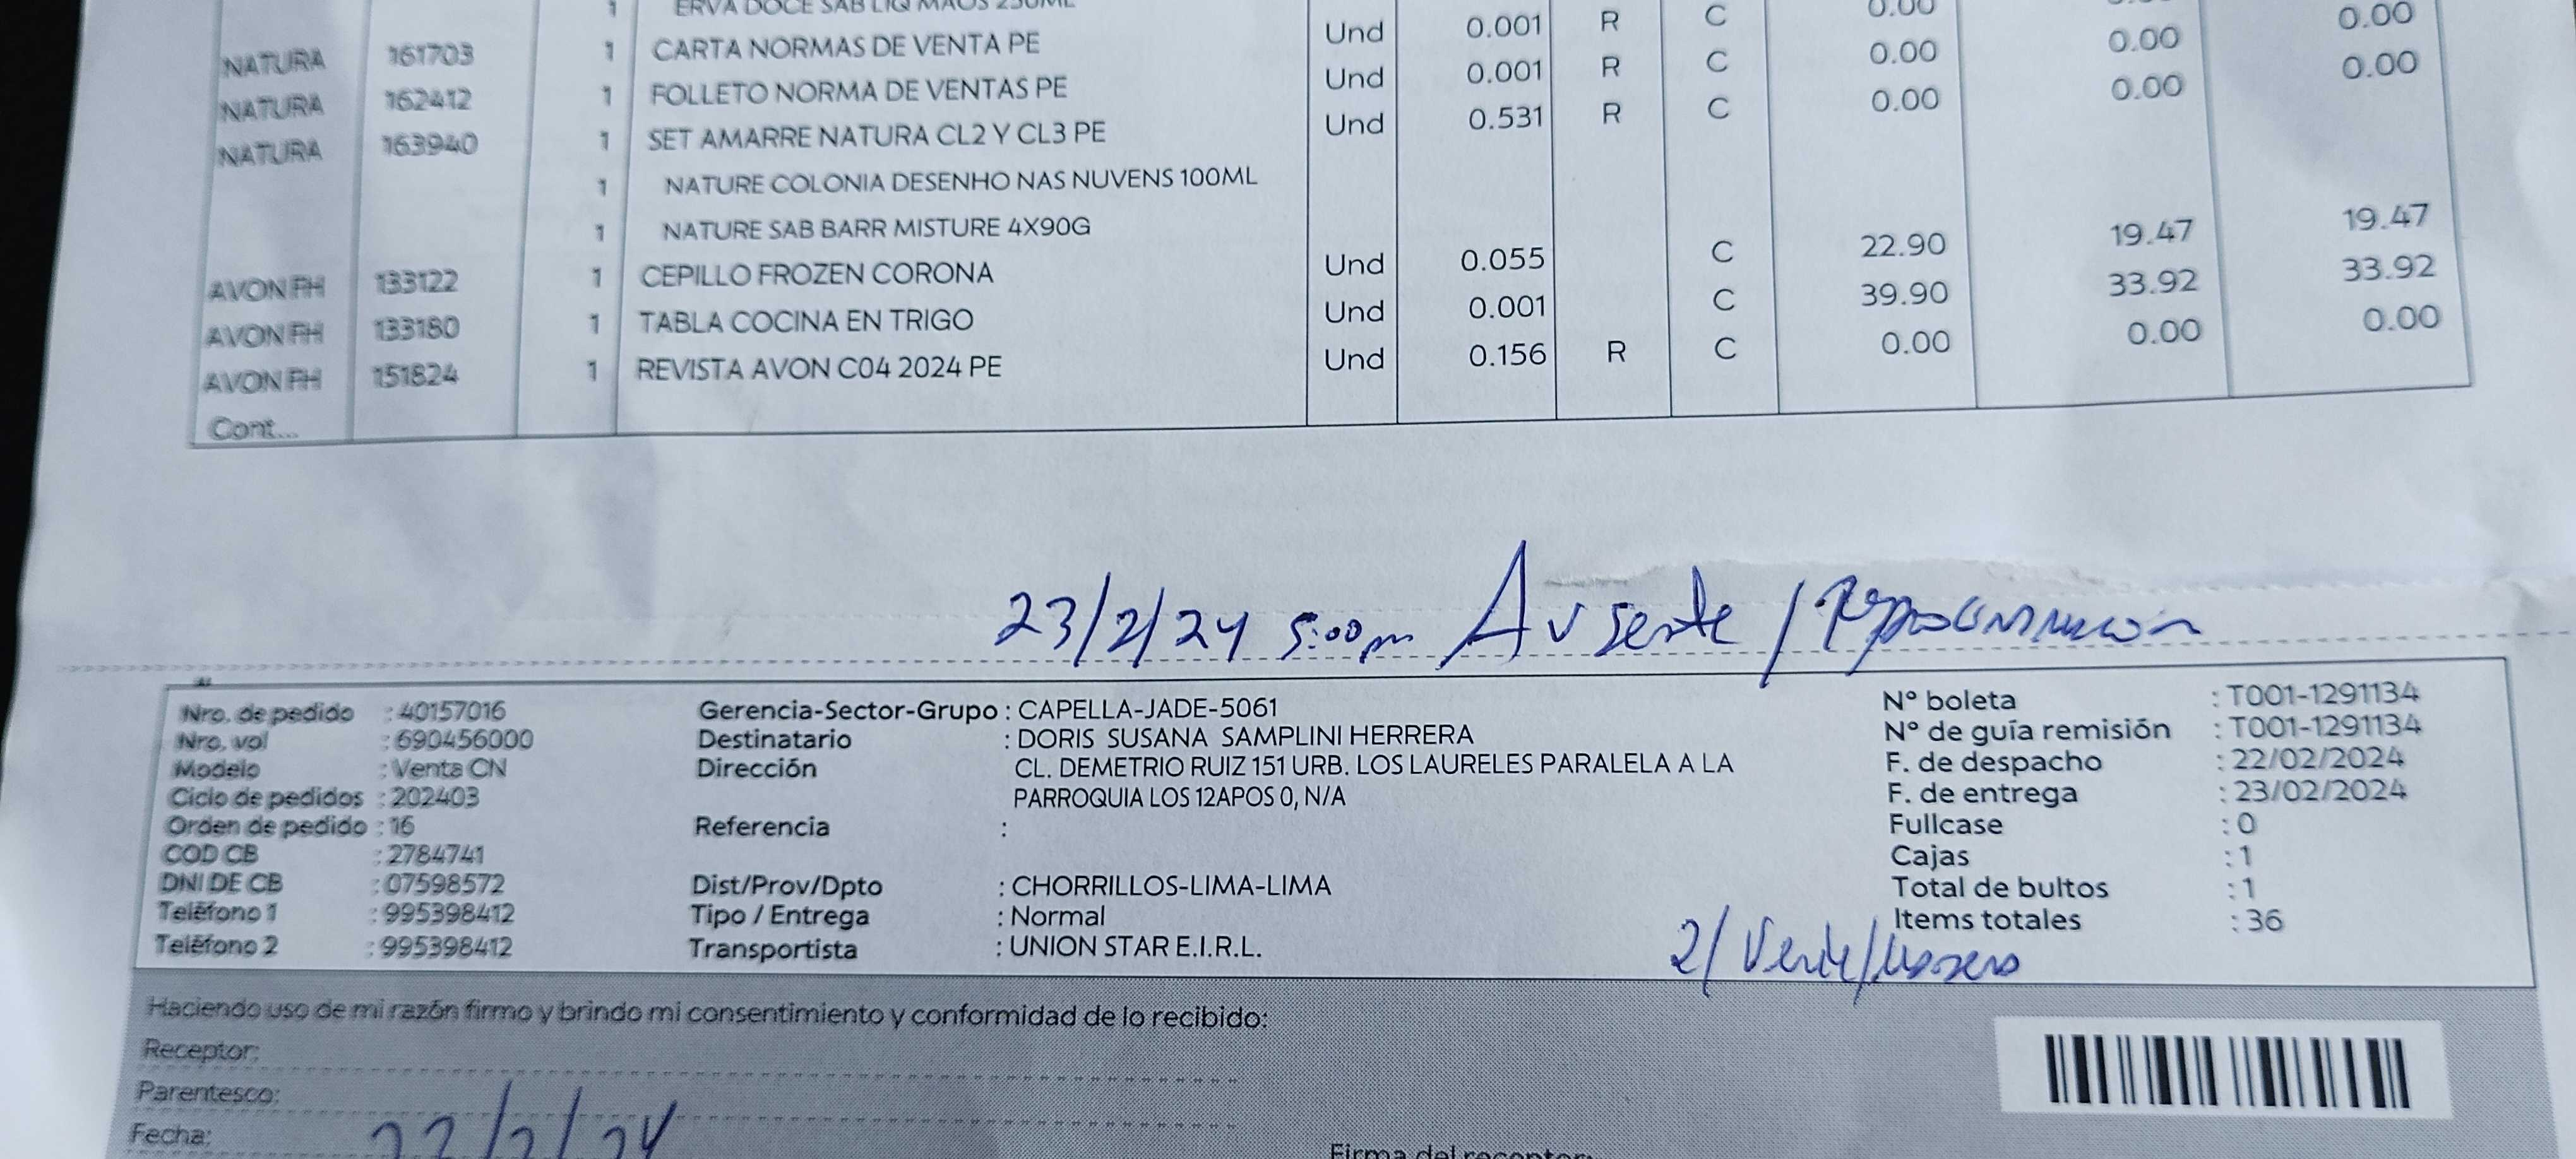 1 ERVA DOCE SAB LIQ MAOS 250ML 0.00
NATURA 161703 1 CARTA NORMAS DE VENTA PE Und 0.001 R C 0.00 0.00 0.00
NATURA 162412 1 FOLLETO NORMA DE VENTAS PE Und 0.001 R C 0.00 0.00 0.00
NATURA 163940 1 SET AMARRE NATURA CL2 Y CL3 PE Und 0.531 R C
1 NATURE COLONIA DESENHO NAS NUVENS 100ML
1 NATURE SAB BARR MISTURE 4X90G
AVON FH 133122 1 CEPILLO FROZEN CORONA Und 0.055 C 22.90 19.47 19.47
AVON FH 133180 1 TABLA COCINA EN TRIGO Und 0.001 C 39.90 33.92 33.92
AVON FH 151824 1 REVISTA AVON C04 2024 PE Und 0.156 R C 0.00 0.00 0.00
Cont...
23/2/24 5:00pm Ausente /
Nro. de pedido : 40157016 Gerencia-Sector-Grupo : CAPELLA-JADE-5061 N° boleta : T001-1291134
Nro. vol : 690456000 Destinatario : DORIS SUSANA SAMPLINI HERRERA N° de guía remisión : T001-1291134
Modelo : Venta CN Dirección CL. DEMETRIO RUIZ 151 URB. LOS LAURELES PARALELA A LA F. de despacho : 22/02/2024
Ciclo de pedidos : 202403 PARROQUIA LOS 12APOS 0, N/A F. de entrega : 23/02/2024
Orden de pedido : 16 Referencia : Fullcase : 0
COD CB : 2784741 Cajas : 1
DNI DE CB : 07598572 Dist/Prov/Dpto : CHORRILLOS-LIMA-LIMA Total de bultos : 1
Teléfono 1 : 995398412 Tipo / Entrega : Normal Items totales : 36
Teléfono 2 : 995398412 Transportista : UNION STAR E.I.R.L. 2/ Verde/
Haciendo uso de mi razón firmo y brindo mi consentimiento y conformidad de lo recibido:
Receptor:
Parentesco:
Fecha:
Firma del receptor: